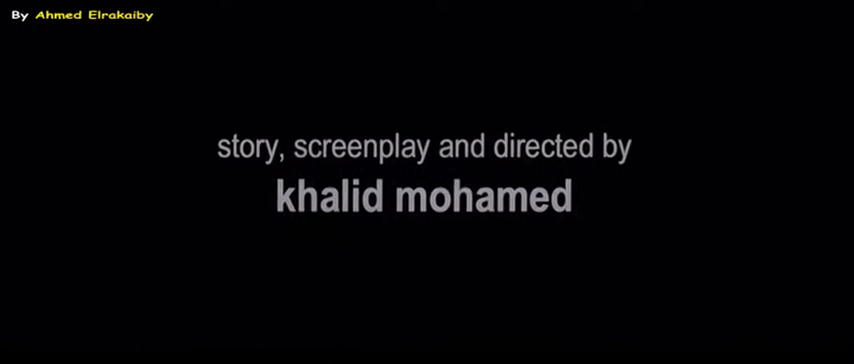 By Ahmed Elrakaiby
story, screenplay and directed by
khalid mohamed